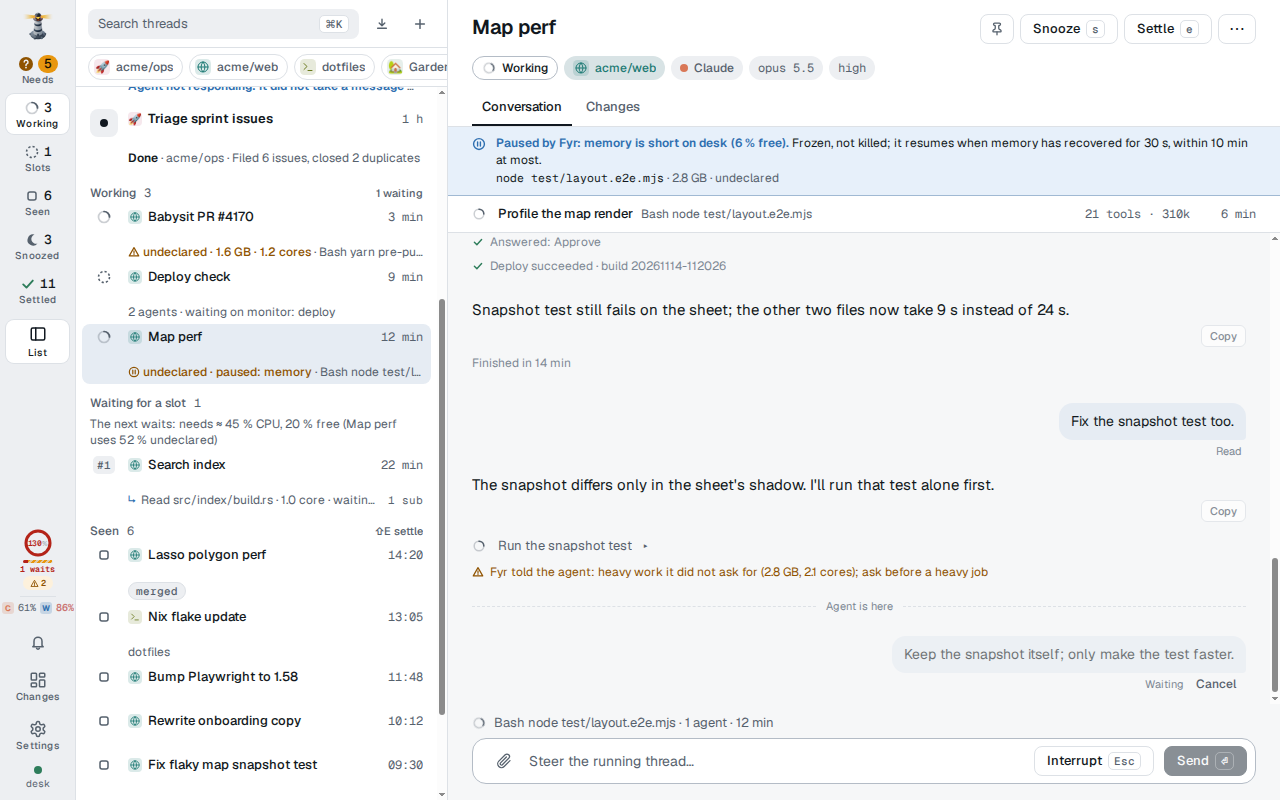 ? 5
Needs
3
Working
1
Slots
6
Seen
3
Snoozed
11
Settled
List
130%
1 waits
2
C 61% W 86%
Changes
Settings
desk
Search threads ⌘K
acme/ops acme/web dotfiles Garden
Agent not responding. It did not take a message …
Triage sprint issues 1 h
Done · acme/ops · Filed 6 issues, closed 2 duplicates
Working 3 1 waiting
Babysit PR #4170 3 min
undeclared · 1.6 GB · 1.2 cores · Bash yarn pre-pu…
Deploy check 9 min
2 agents · waiting on monitor: deploy
Map perf 12 min
undeclared · paused: memory · Bash node test/l…
Waiting for a slot 1
The next waits: needs ≈ 45 % CPU, 20 % free (Map perf
uses 52 % undeclared)
#1 Search index 22 min
↳ Read src/index/build.rs · 1.0 core · waitin… 1 sub
Seen 6 ⇧E settle
Lasso polygon perf 14:20
merged
Nix flake update 13:05
dotfiles
Bump Playwright to 1.58 11:48
Rewrite onboarding copy 10:12
Fix flaky map snapshot test 09:30
Map perf
Snooze s Settle e ···
Working acme/web Claude opus 5.5 high
Conversation Changes
Paused by Fyr: memory is short on desk (6 % free). Frozen, not killed; it resumes when memory has recovered for 30 s, within 10 min
at most.
node test/layout.e2e.mjs · 2.8 GB · undeclared
Profile the map render Bash node test/layout.e2e.mjs 21 tools · 310k 6 min
Answered: Approve
Deploy succeeded · build 20261114-112026
Snapshot test still fails on the sheet; the other two files now take 9 s instead of 24 s.
Copy
Finished in 14 min
Fix the snapshot test too.
Read
The snapshot differs only in the sheet's shadow. I'll run that test alone first.
Copy
Run the snapshot test ▸
Fyr told the agent: heavy work it did not ask for (2.8 GB, 2.1 cores); ask before a heavy job
Agent is here
Keep the snapshot itself; only make the test faster.
Waiting Cancel
Bash node test/layout.e2e.mjs · 1 agent · 12 min
Steer the running thread… Interrupt Esc Send ⏎